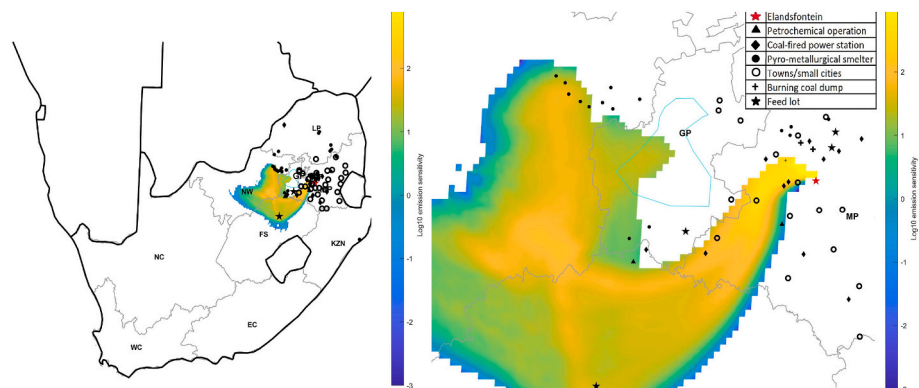 LP
GP
NW
FS
KZN
NC
EC
WC
2
1
0
-1
-2
-3
Log10 emission sensitivity
Elandsfontein
Petrochemical operation
Coal-fired power station
Pyro-metallurgical smelter
Towns/small cities
Burning coal dump
Feed lot
GP
MP
2
1
0
-1
-2
Log10 emission sensitivity